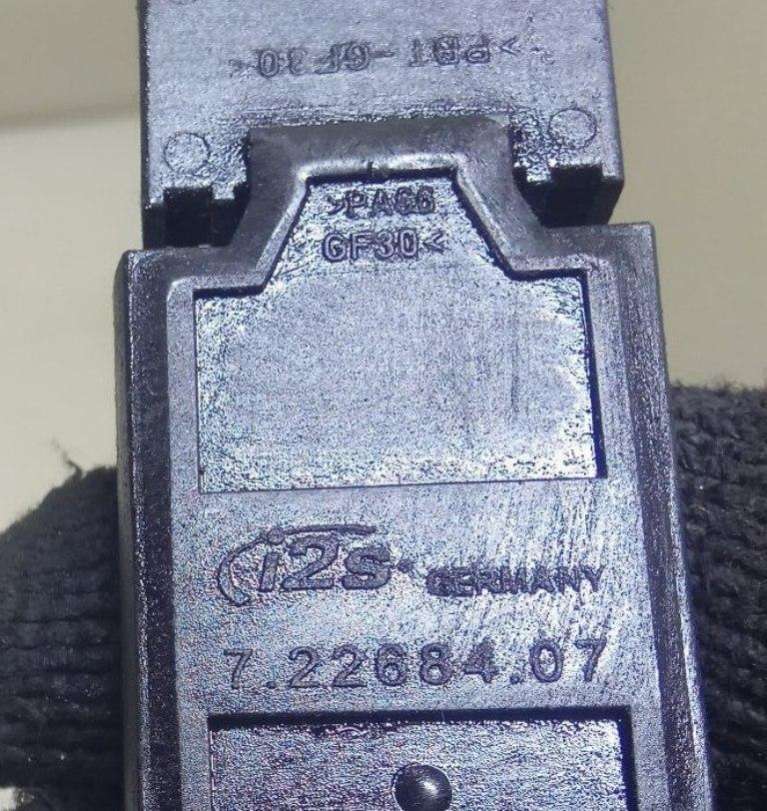 >PBT-GF30<
>PA66
GF30<
i2s GERMANY
7.22684.07